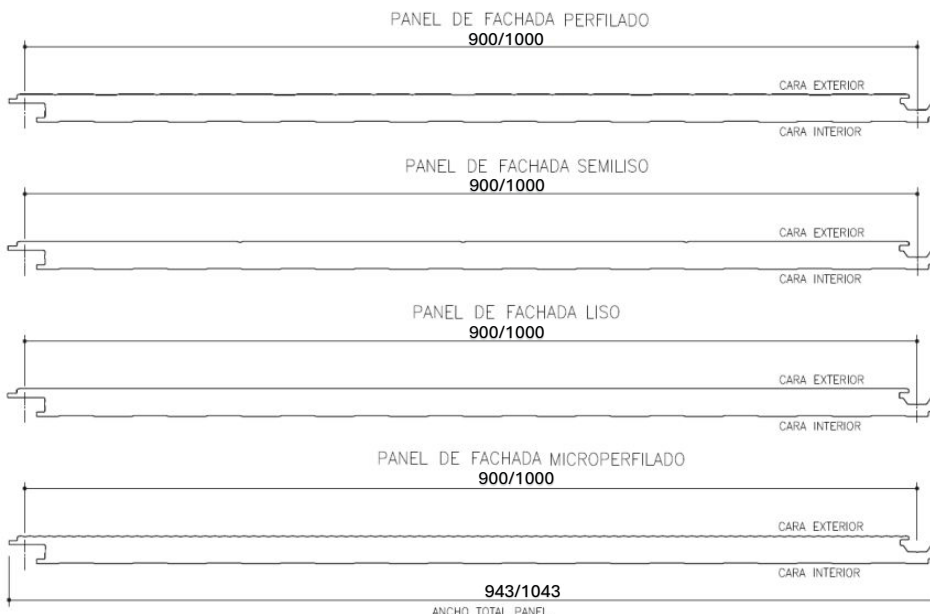 PANEL DE FACHADA PERFILADO
900/1000
CARA EXTERIOR
CARA INTERIOR
PANEL DE FACHADA SEMILISO
900/1000
CARA EXTERIOR
CARA INTERIOR
PANEL DE FACHADA LISO
900/1000
CARA EXTERIOR
CARA INTERIOR
PANEL DE FACHADA MICROPERFILADO
900/1000
CARA EXTERIOR
CARA INTERIOR
943/1043
ANCHO TOTAL PANEL